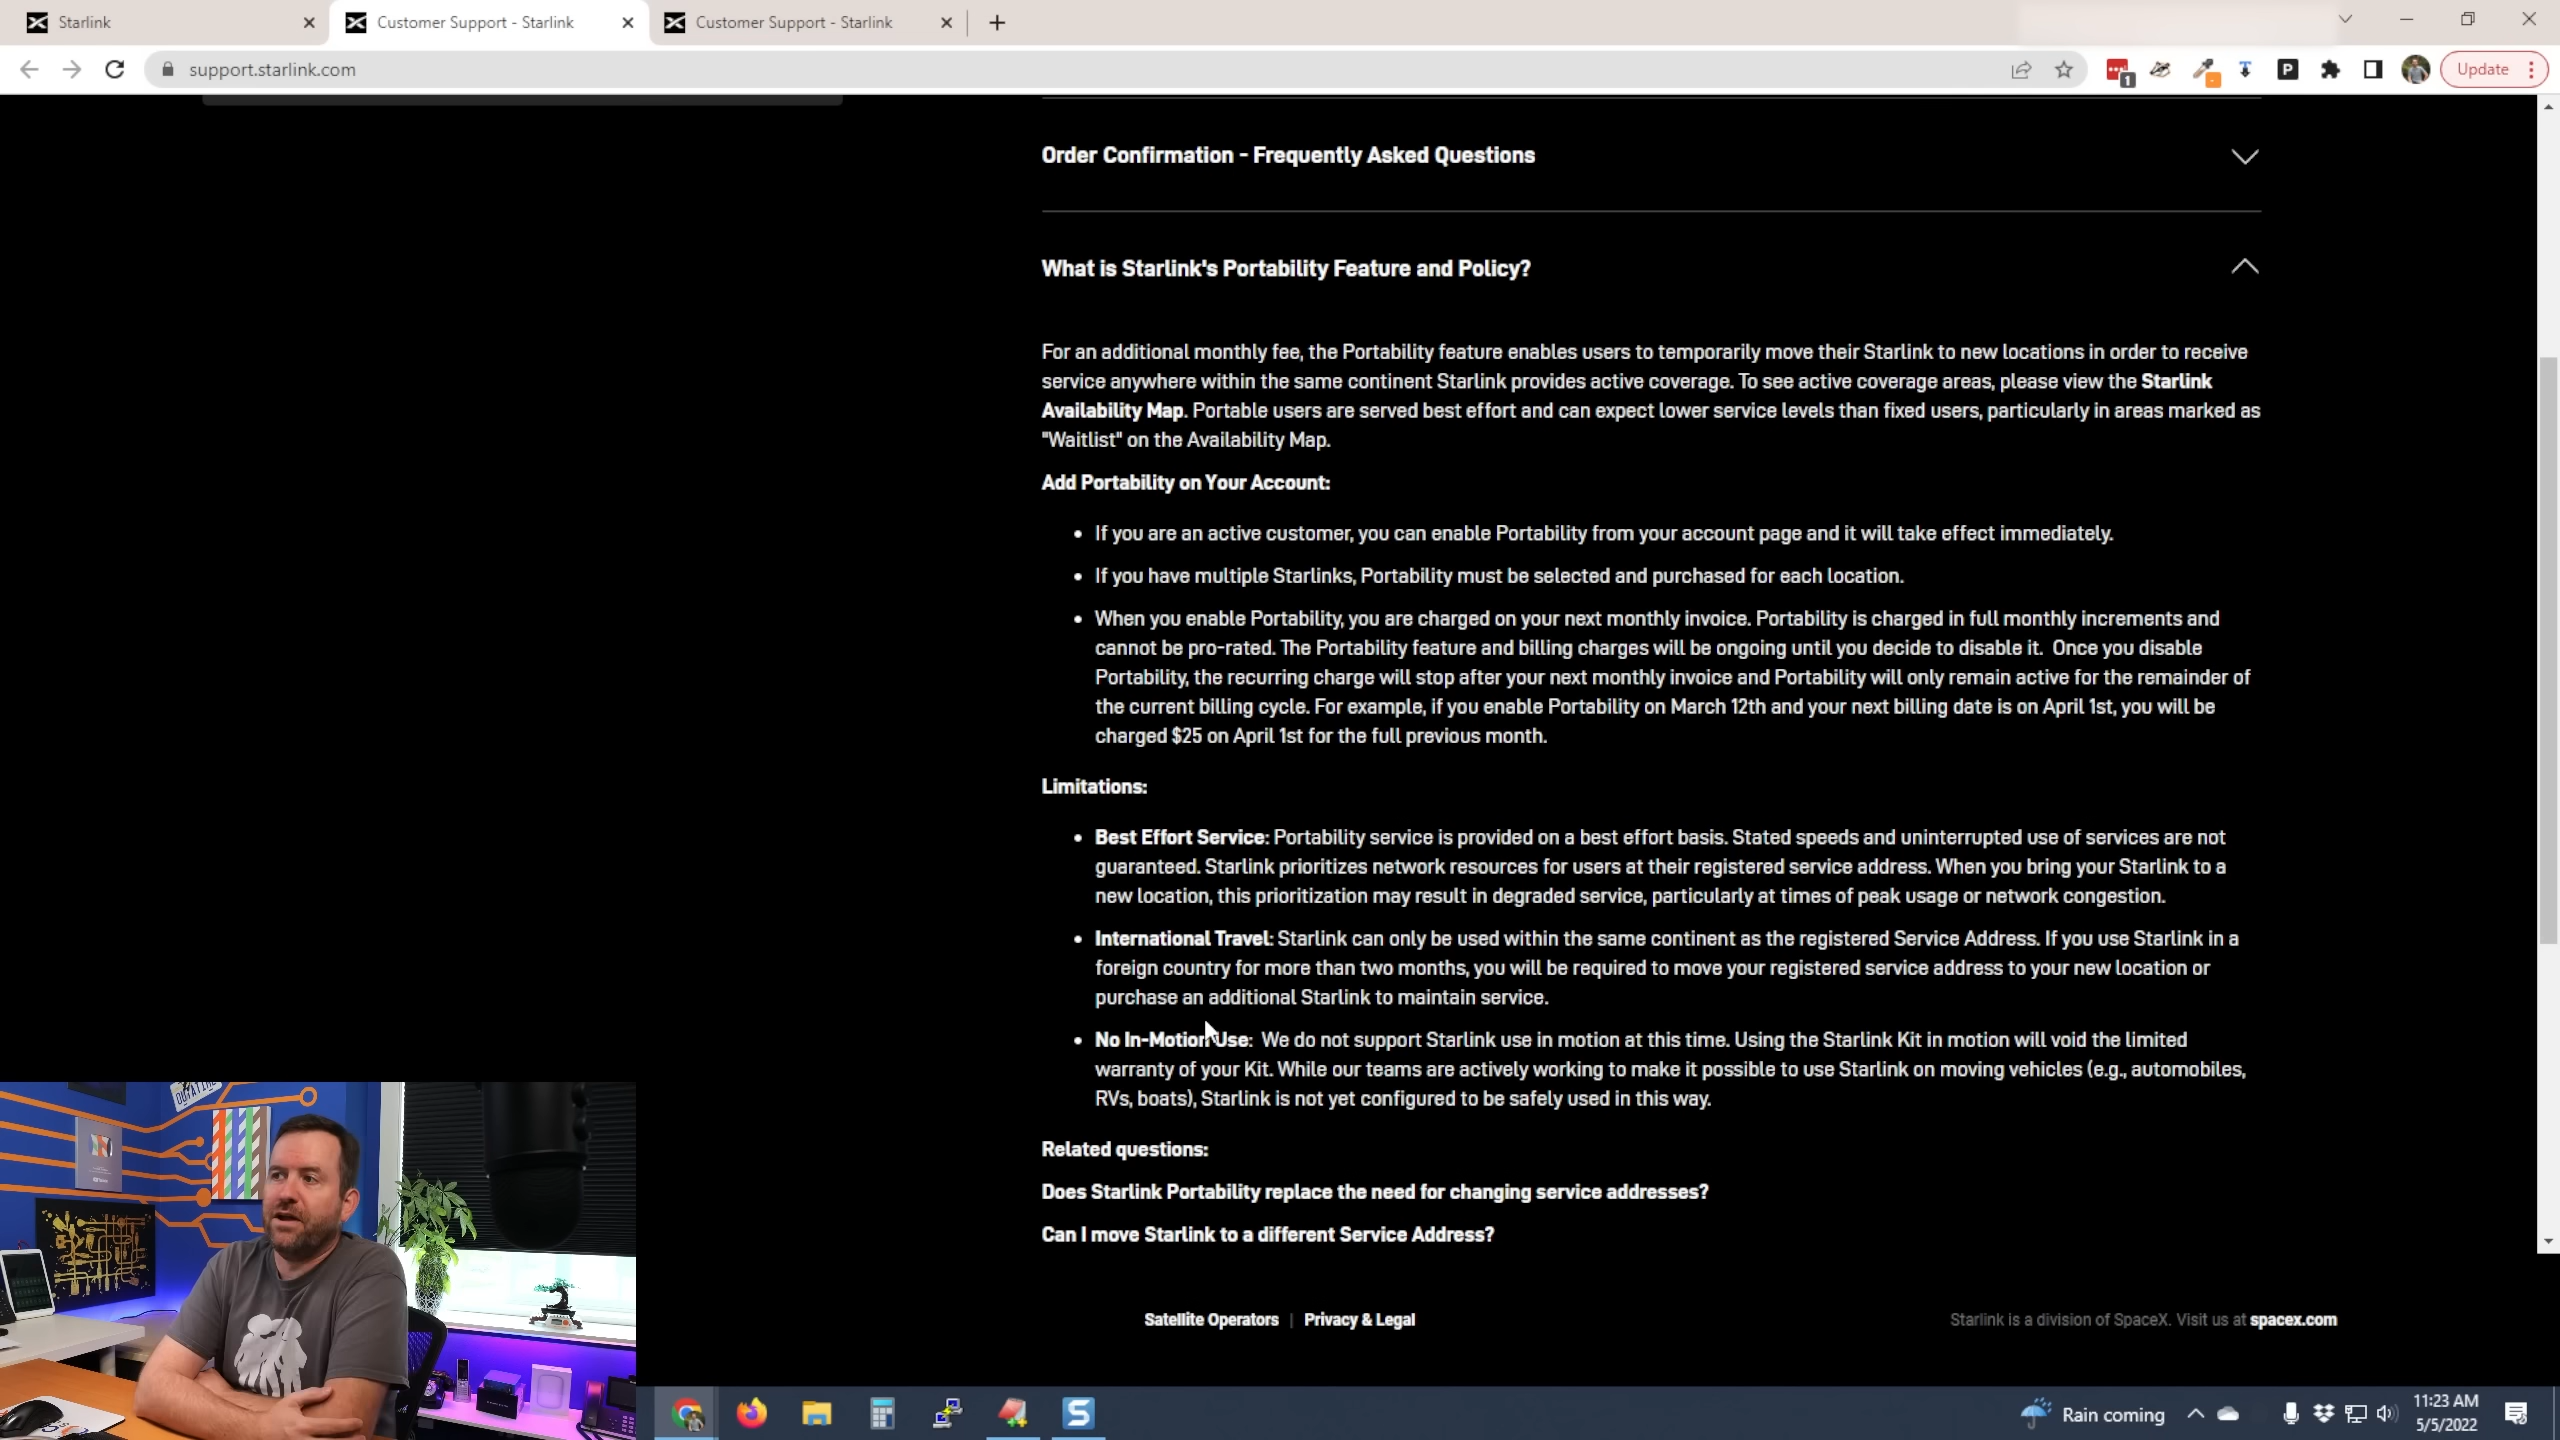 Starlink
Customer Support - Starlink
Customer Support - Starlink
support.starlink.com
1
P
Update
Order Confirmation - Frequently Asked Questions
What is Starlink's Portability Feature and Policy?
For an additional monthly fee, the Portability feature enables users to temporarily move their Starlink to new locations in order to receive
service anywhere within the same continent Starlink provides active coverage. To see active coverage areas, please view the Starlink
Availability Map. Portable users are served best effort and can expect lower service levels than fixed users, particularly in areas marked as
"Waitlist" on the Availability Map.
Add Portability on Your Account:
• If you are an active customer, you can enable Portability from your account page and it will take effect immediately.
• If you have multiple Starlinks, Portability must be selected and purchased for each location.
• When you enable Portability, you are charged on your next monthly invoice. Portability is charged in full monthly increments and
cannot be pro-rated. The Portability feature and billing charges will be ongoing until you decide to disable it. Once you disable
Portability, the recurring charge will stop after your next monthly invoice and Portability will only remain active for the remainder of
the current billing cycle. For example, if you enable Portability on March 12th and your next billing date is on April 1st, you will be
charged $25 on April 1st for the full previous month.
Limitations:
• Best Effort Service: Portability service is provided on a best effort basis. Stated speeds and uninterrupted use of services are not
guaranteed. Starlink prioritizes network resources for users at their registered service address. When you bring your Starlink to a
new location, this prioritization may result in degraded service, particularly at times of peak usage or network congestion.
• International Travel: Starlink can only be used within the same continent as the registered Service Address. If you use Starlink in a
foreign country for more than two months, you will be required to move your registered service address to your new location or
purchase an additional Starlink to maintain service.
• No In-Motion Use: We do not support Starlink use in motion at this time. Using the Starlink Kit in motion will void the limited
warranty of your Kit. While our teams are actively working to make it possible to use Starlink on moving vehicles (e.g., automobiles,
RVs, boats), Starlink is not yet configured to be safely used in this way.
Related questions:
Does Starlink Portability replace the need for changing service addresses?
Can I move Starlink to a different Service Address?
Satellite Operators | Privacy & Legal
Starlink is a division of SpaceX. Visit us at spacex.com
S
Rain coming
11:23 AM
5/5/2022